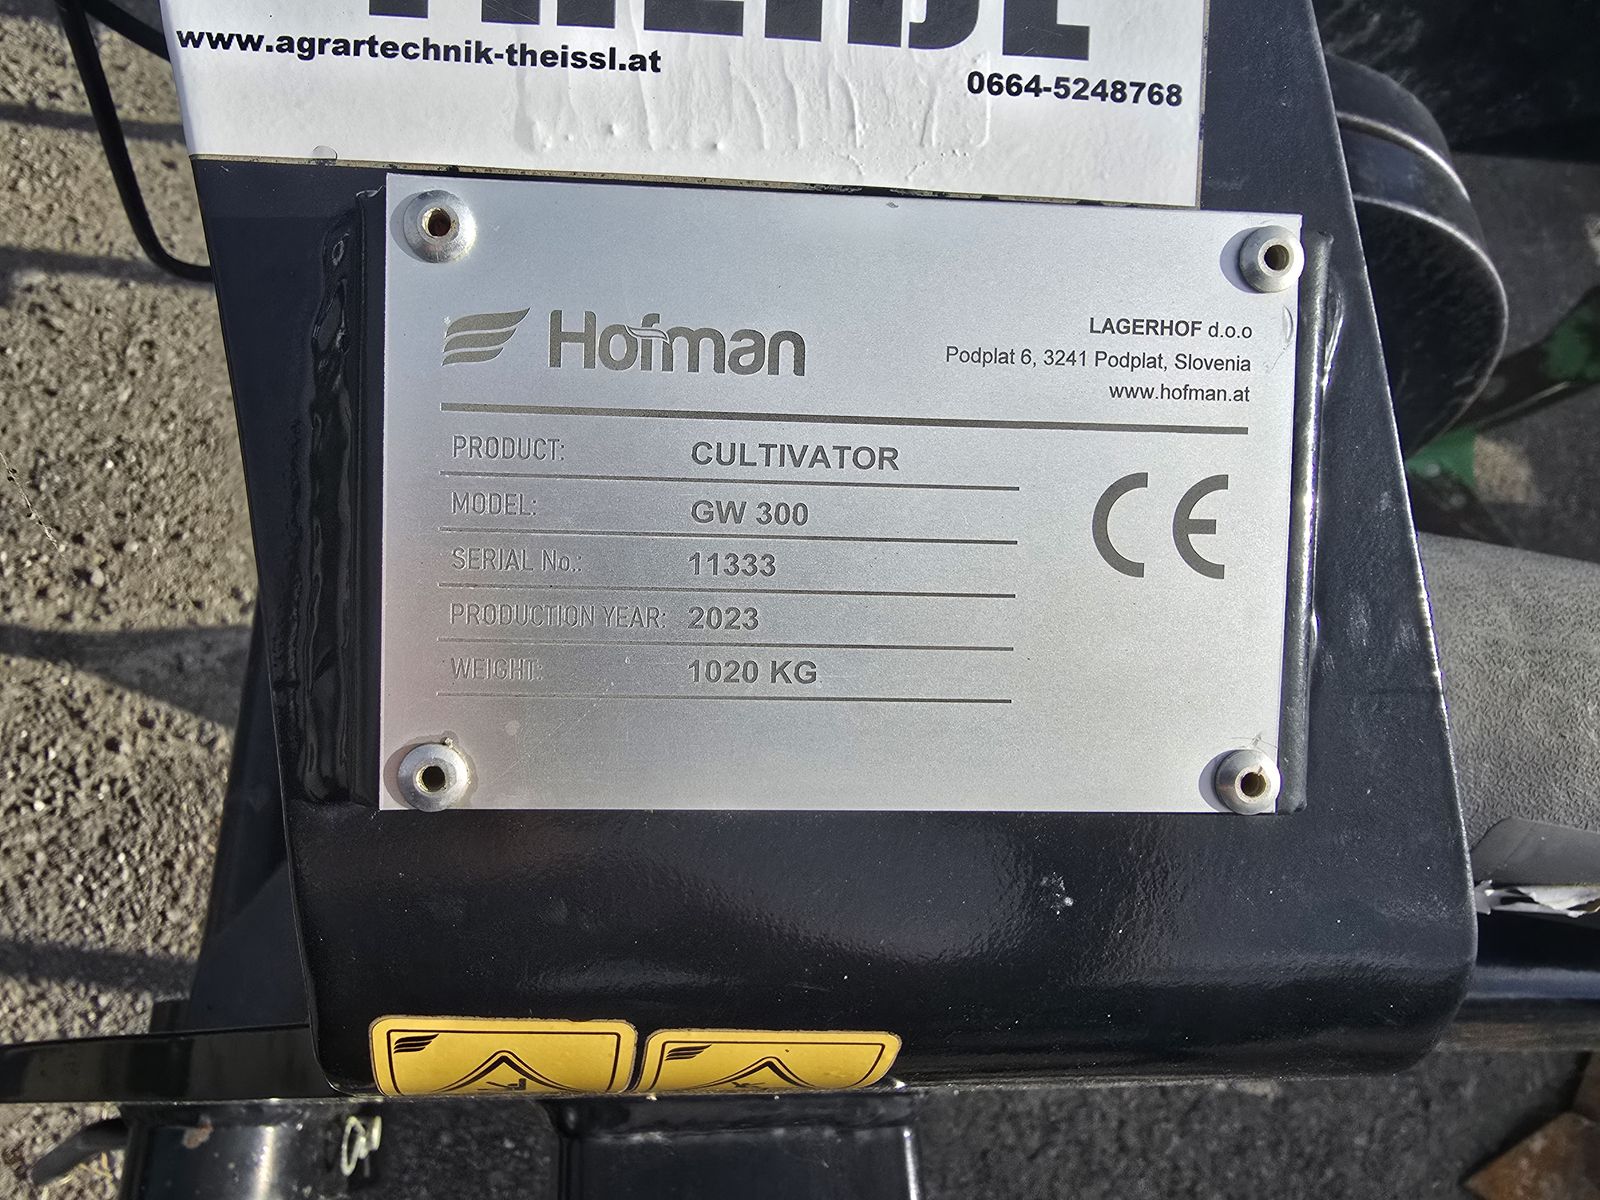 www.agrartechnik-theissl.at
0664-5248768
Hofman
LAGERHOF d.o.o
Podplat 6, 3241 Podplat, Slovenia
www.hofman.at
PRODUCT: CULTIVATOR
MODEL: GW 300
SERIAL No.: 11333
PRODUCTION YEAR: 2023
WEIGHT: 1020 KG
CE